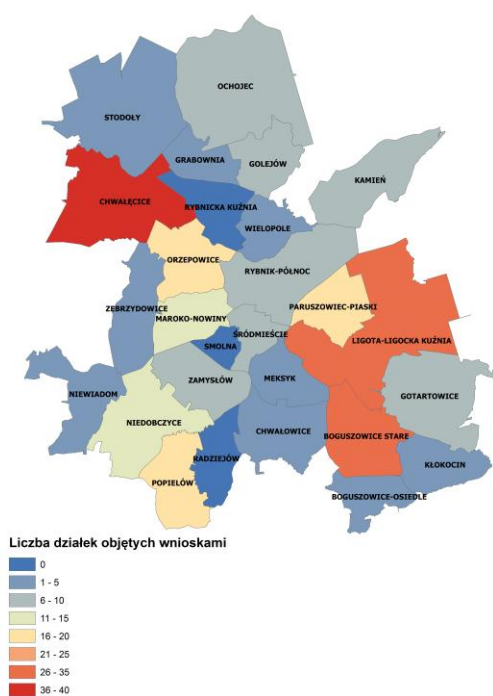 OCHOJEC
STODOŁY
GRABOWNIA
GOLEJÓW
KAMIEŃ
CHWAŁĘCICE
RYBNICKA KUŹNIA
WIELOPOLE
ORZEPOWICE
RYBNIK-PÓŁNOC
ZEBRZYDOWICE
PARUSZOWIEC-PIASKI
MAROKO-NOWINY
ŚRÓDMIEŚCIE
LIGOTA-LIGOCKA KUŹNIA
SMOLNA
MEKSYK
ZAMYSŁÓW
NIEWIADOM
GOTARTOWICE
NIEDOBCZYCE
CHWAŁOWICE
BOGUSZOWICE STARE
RADZIEJÓW
KŁOKOCIN
POPIELÓW
BOGUSZOWICE-OSIEDLE
Liczba działek objętych wnioskami
0
1 - 5
6 - 10
11 - 15
16 - 20
21 - 25
26 - 35
36 - 40